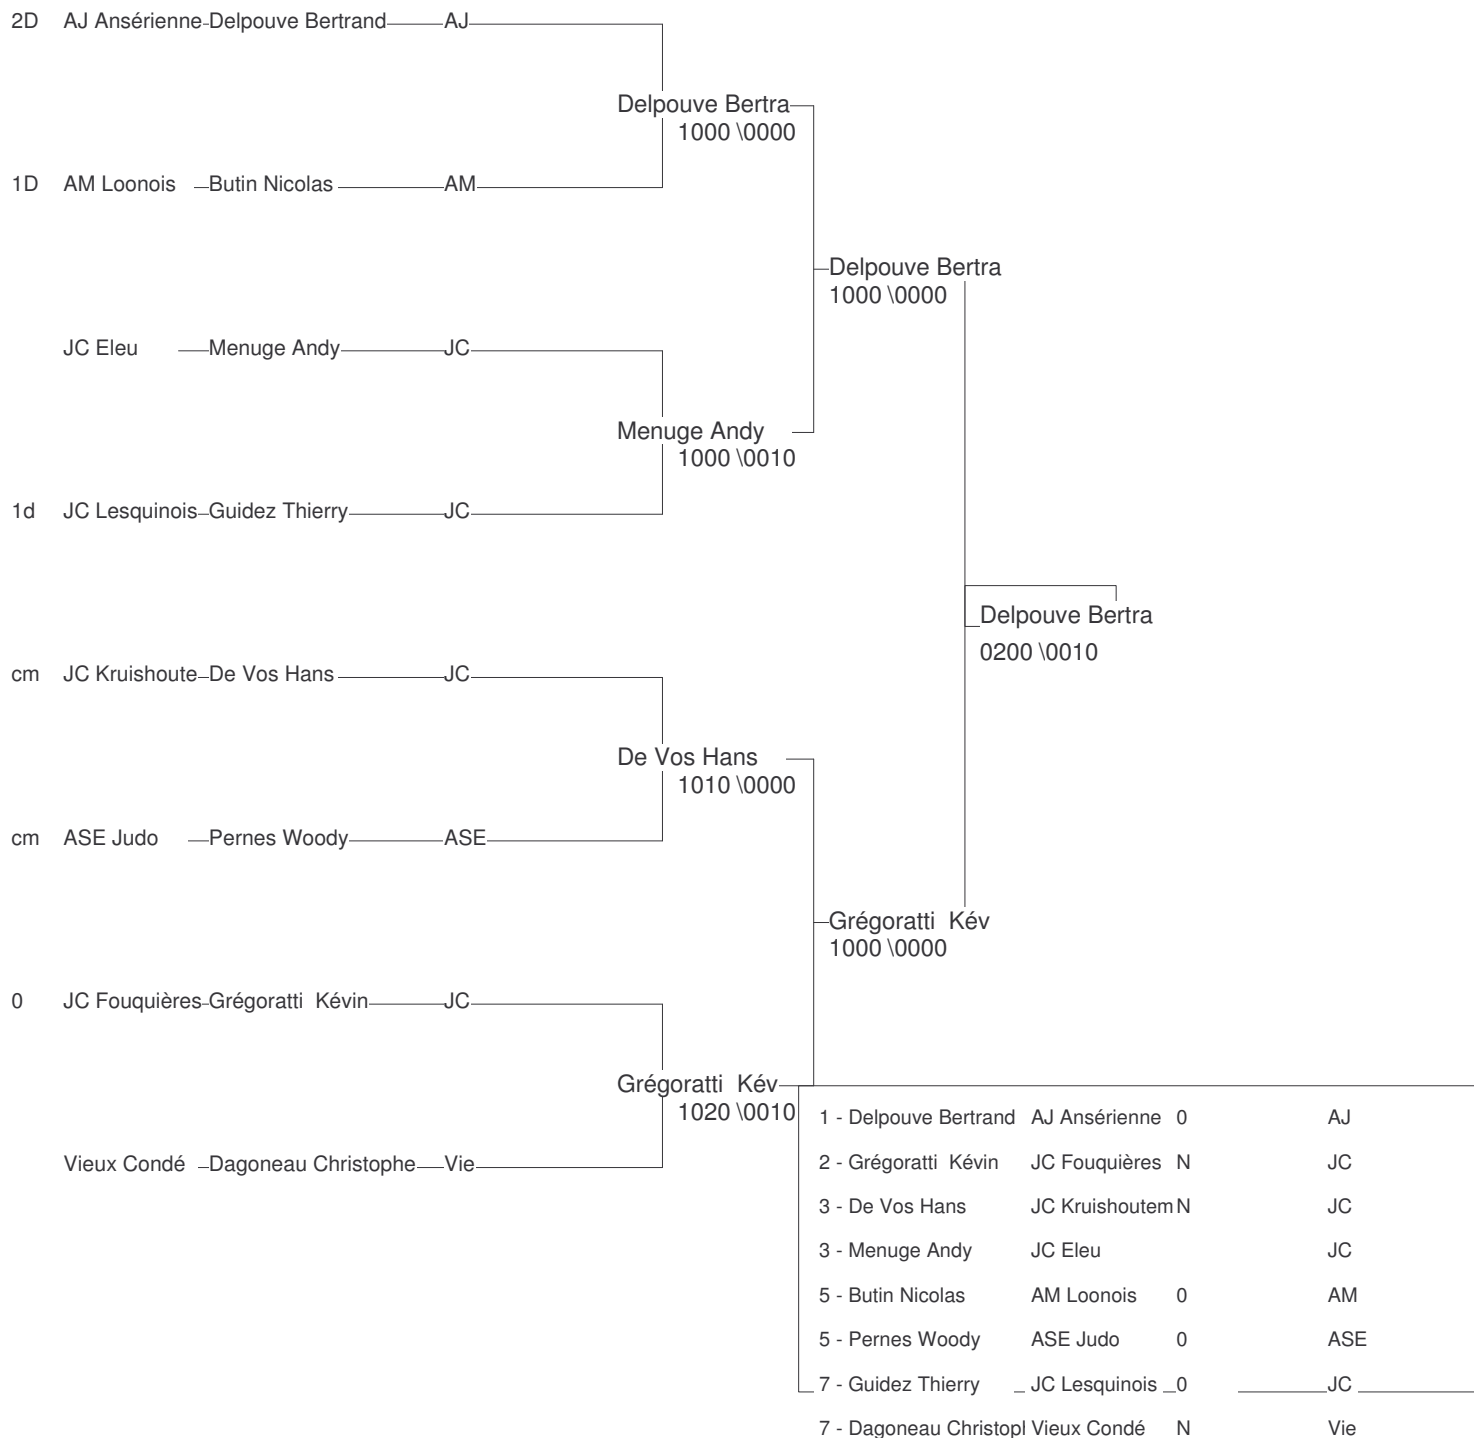 2D AJ Ansérienne Delpouve Bertrand AJ
Delpouve Bertra
1000 \0000
1D AM Loonois Butin Nicolas AM
Delpouve Bertra
1000 \0000
JC Eleu Menuge Andy JC
Menuge Andy
1000 \0010
1d JC Lesquinois Guidez Thierry JC
Delpouve Bertra
0200 \0010
cm JC Kruishoute De Vos Hans JC
De Vos Hans
1010 \0000
cm ASE Judo Pernes Woody ASE
Grégoratti Kév
1000 \0000
0 JC Fouquières Grégoratti Kévin JC
Grégoratti Kév
1020 \0010
Vieux Condé Dagoneau Christophe Vie
1 - Delpouve Bertrand AJ Ansérienne 0 AJ
2 - Grégoratti Kévin JC Fouquières N JC
3 - De Vos Hans JC Kruishoutem N JC
3 - Menuge Andy JC Eleu JC
5 - Butin Nicolas AM Loonois 0 AM
5 - Pernes Woody ASE Judo 0 ASE
7 - Guidez Thierry JC Lesquinois 0 JC
7 - Dagoneau Christopl Vieux Condé N Vie